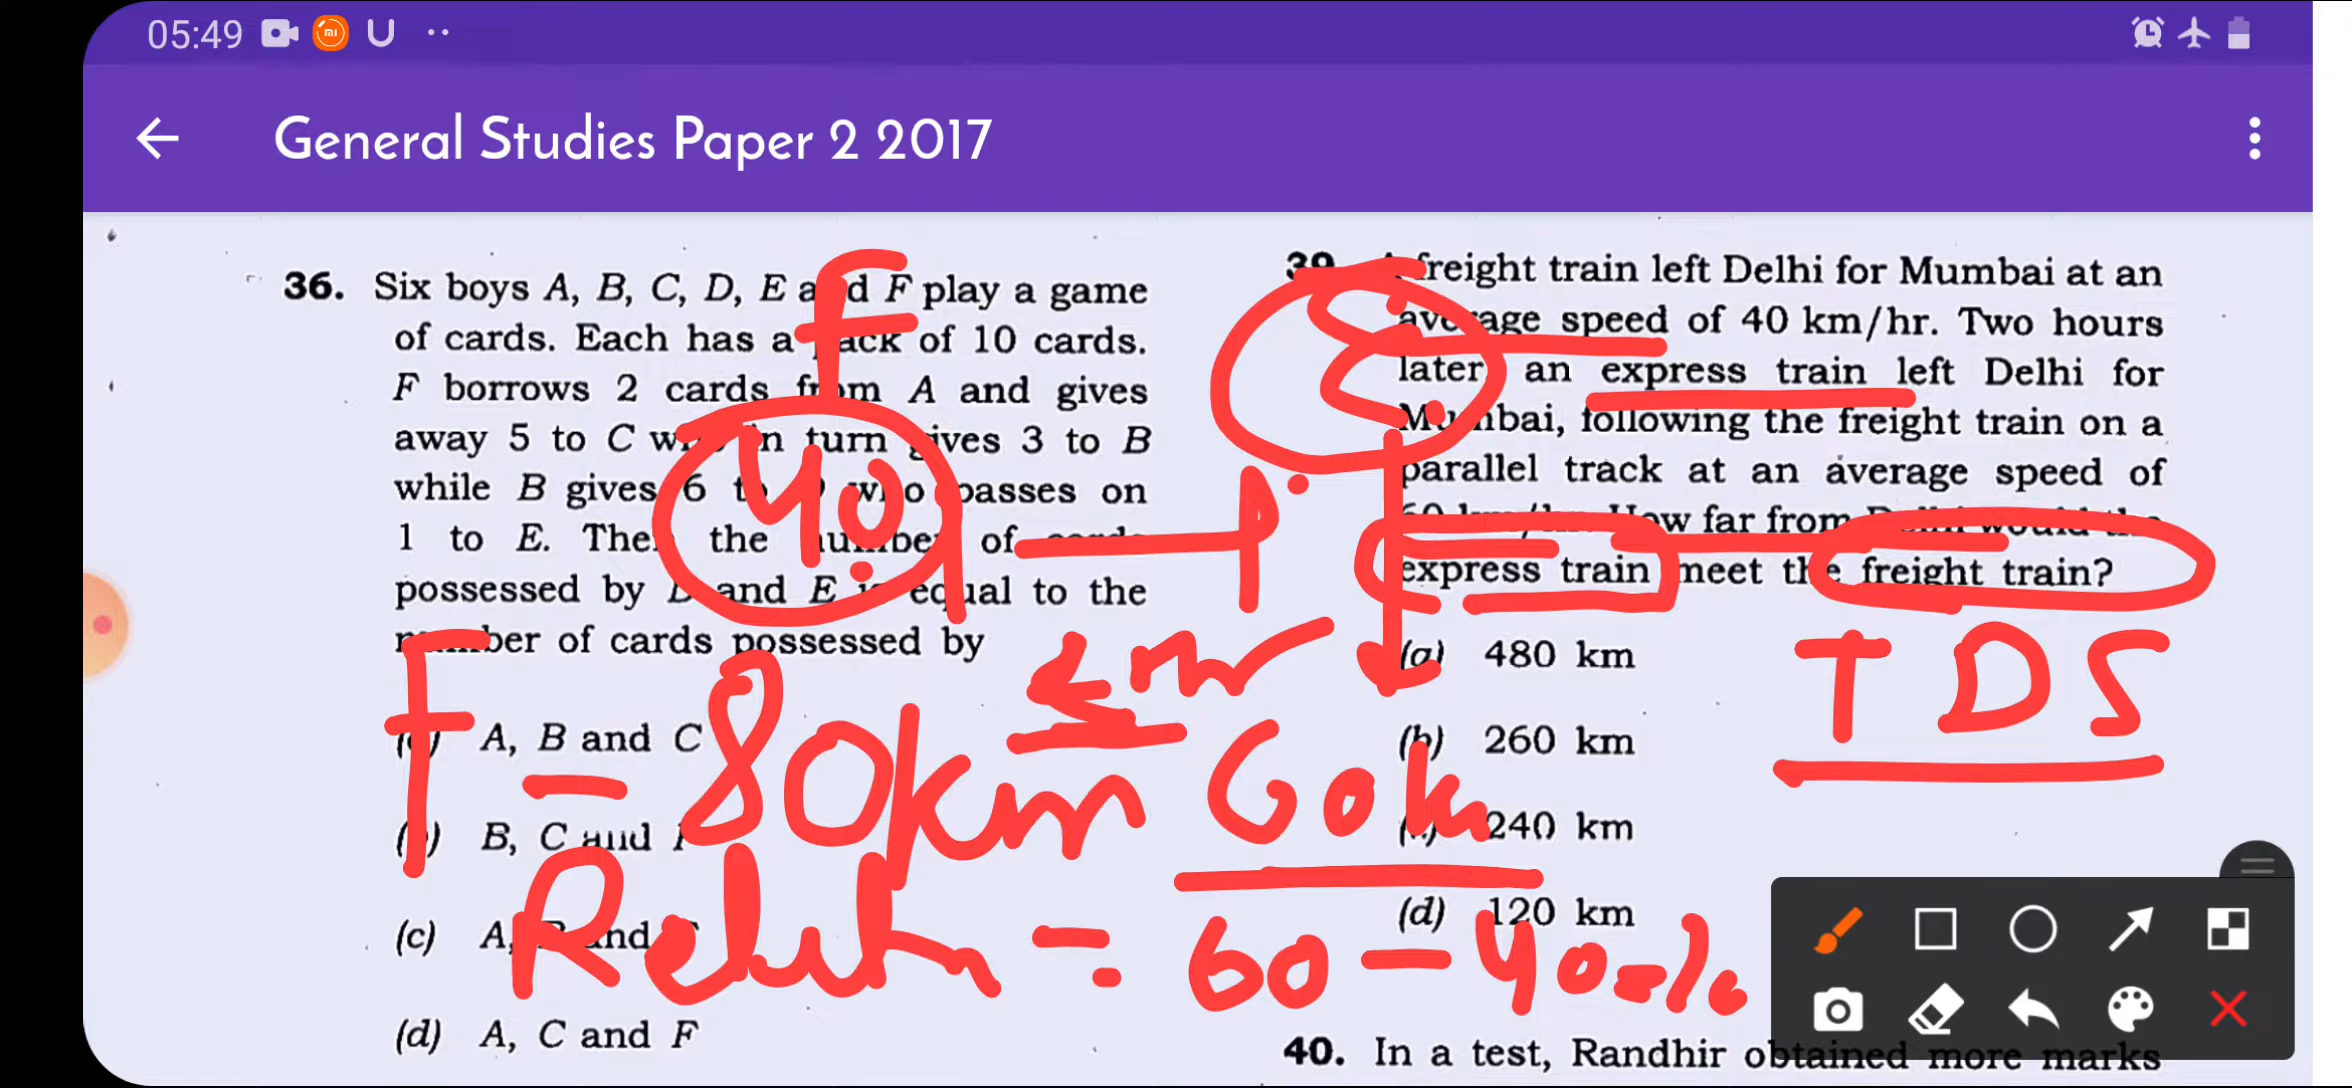 05:49
General Studies Paper 2 2017
36. Six boys A, B, C, D, E and F play a game
of cards. Each has a pack of 10 cards.
F borrows 2 cards from A and gives
away 5 to C who in turn gives 3 to B
while B gives 6 to D who passes on
1 to E. Then the number of cards
possessed by D and E is equal to the
number of cards possessed by
(a) A, B and C
(b) B, C and F
(c) A, B and F
(d) A, C and F
39. A freight train left Delhi for Mumbai at an
average speed of 40 km/hr. Two hours
later, an express train left Delhi for
Mumbai, following the freight train on a
parallel track at an average speed of
60 km/hr. How far from Delhi would the
express train meet the freight train?
(a) 480 km
(b) 260 km
(c) 240 km
(d) 120 km
40. In a test, Randhir obtained more marks
F
40
T D S
F = 80km
60k
= 60 - 40